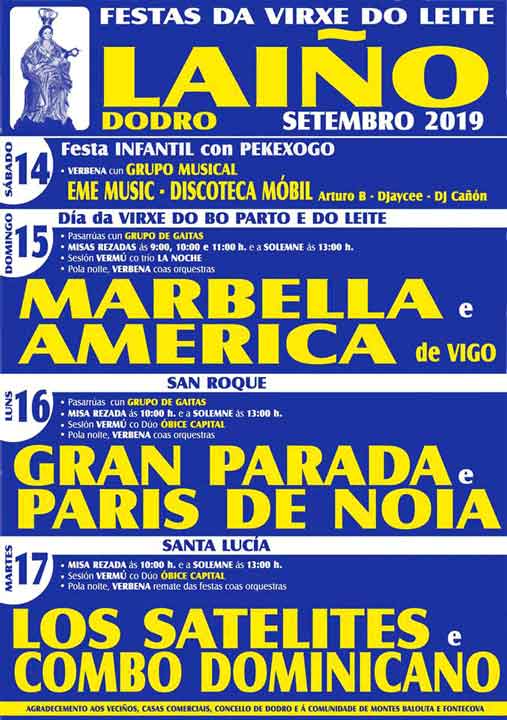 FESTAS DA VIRXE DO LEITE
LAIÑO
DODRO SETEMBRO 2019
SÁBADO 14
Festa INFANTIL con PEKEXOGO
• VERBENA cun GRUPO MUSICAL
EME MUSIC - DISCOTECA MÓBIL Arturo B - DJaycee - DJ Cañón
DOMINGO 15
Día da VIRXE DO BO PARTO E DO LEITE
• Pasarrúas cun GRUPO DE GAITAS
• MISAS REZADAS ás 9:00, 10:00 e 11:00 h. e a SOLEMNE ás 13:00 h.
• Sesión VERMÚ co trío LA NOCHE
• Pola noite, VERBENA coas orquestras
MARBELLA e
AMERICA de VIGO
LUNS 16
SAN ROQUE
• Pasarrúas cun GRUPO DE GAITAS
• MISA REZADA ás 10:00 h. e a SOLEMNE ás 13:00 h.
• Sesión VERMÚ co Dúo ÓBICE CAPITAL
• Pola noite, VERBENA coas orquestras
GRAN PARADA e
PARIS DE NOIA
MARTES 17
SANTA LUCÍA
• MISA REZADA ás 10:00 h. e a SOLEMNE ás 13:00 h.
• Sesión VERMÚ co Dúo ÓBICE CAPITAL
• Pola noite, VERBENA remate das festas coas orquestras
LOS SATELITES e
COMBO DOMINICANO
AGRADECEMENTO AOS VECIÑOS, CASAS COMERCIAIS, CONCELLO DE DODRO E Á COMUNIDADE DE MONTES BALOUTA E FONTECOVA